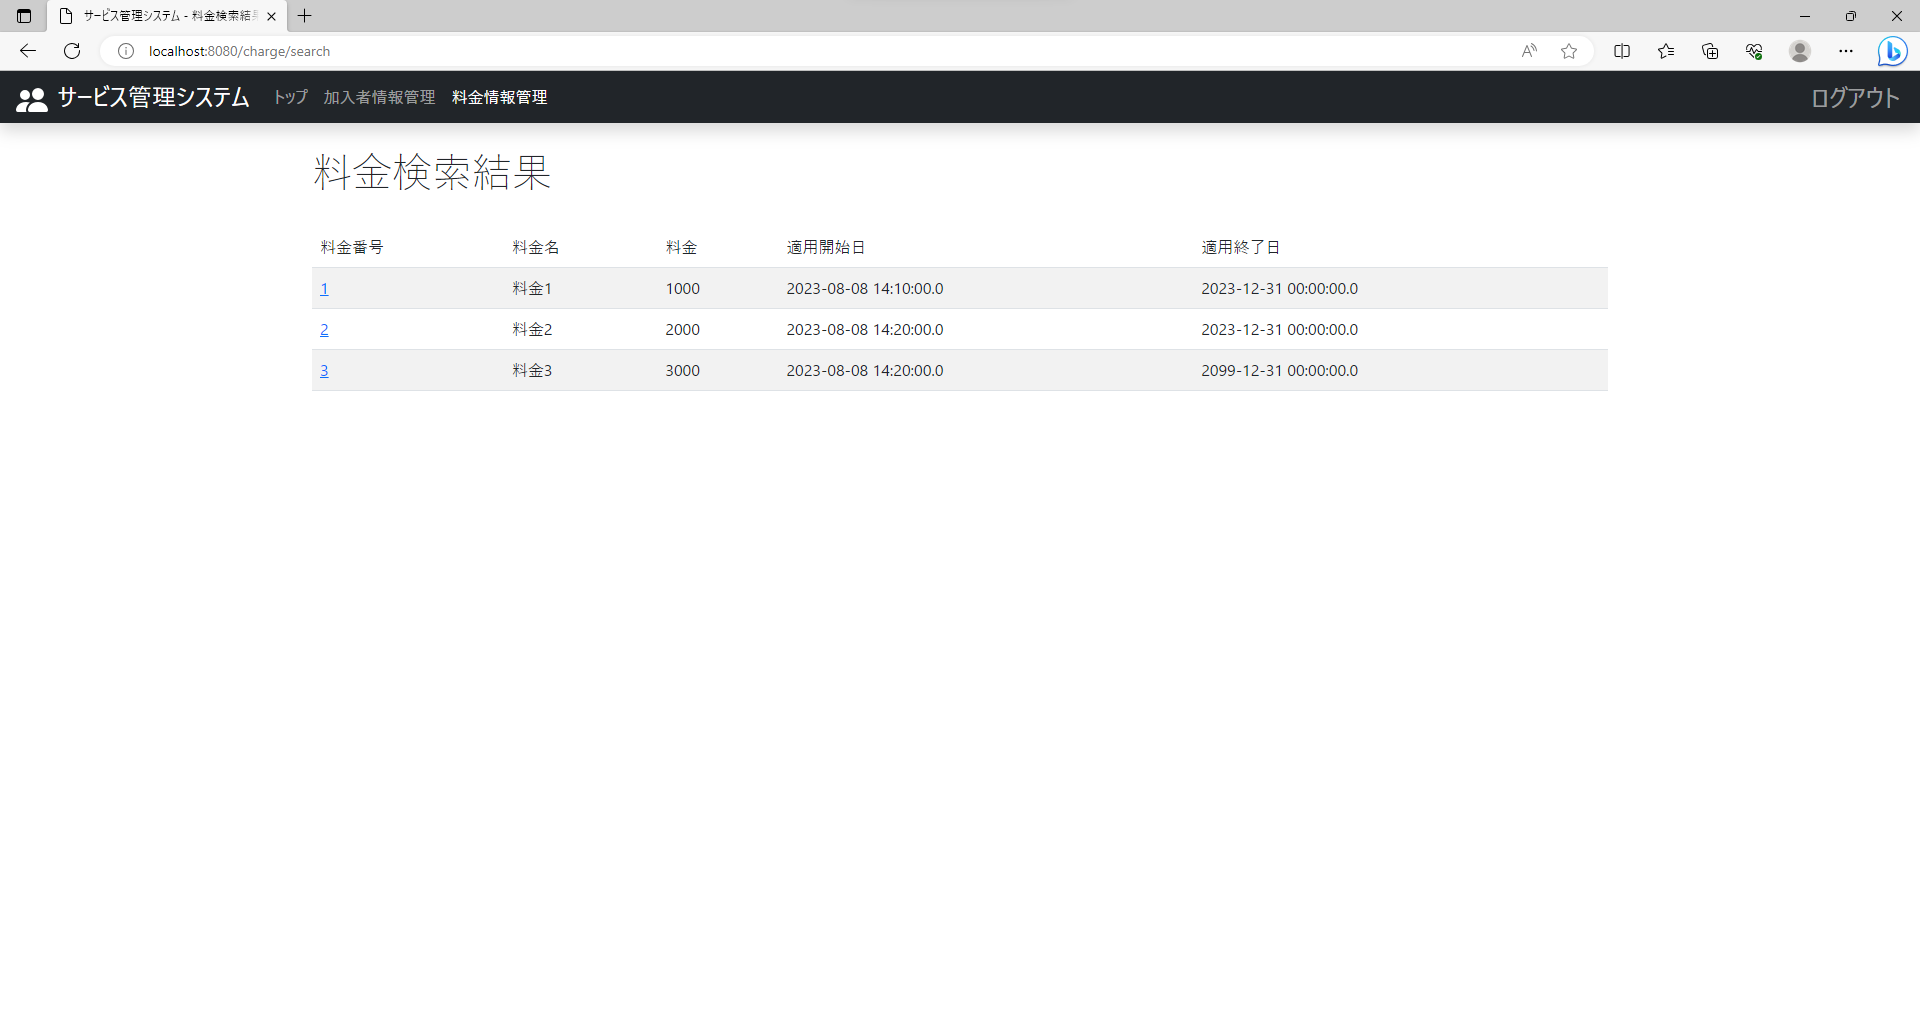 サービス管理システム - 料金検索結果
localhost:8080/charge/search
サービス管理システム トップ 加入者情報管理 料金情報管理 ログアウト
料金検索結果
料金番号 料金名 料金 適用開始日 適用終了日
1 料金1 1000 2023-08-08 14:10:00.0 2023-12-31 00:00:00.0
2 料金2 2000 2023-08-08 14:20:00.0 2023-12-31 00:00:00.0
3 料金3 3000 2023-08-08 14:20:00.0 2099-12-31 00:00:00.0